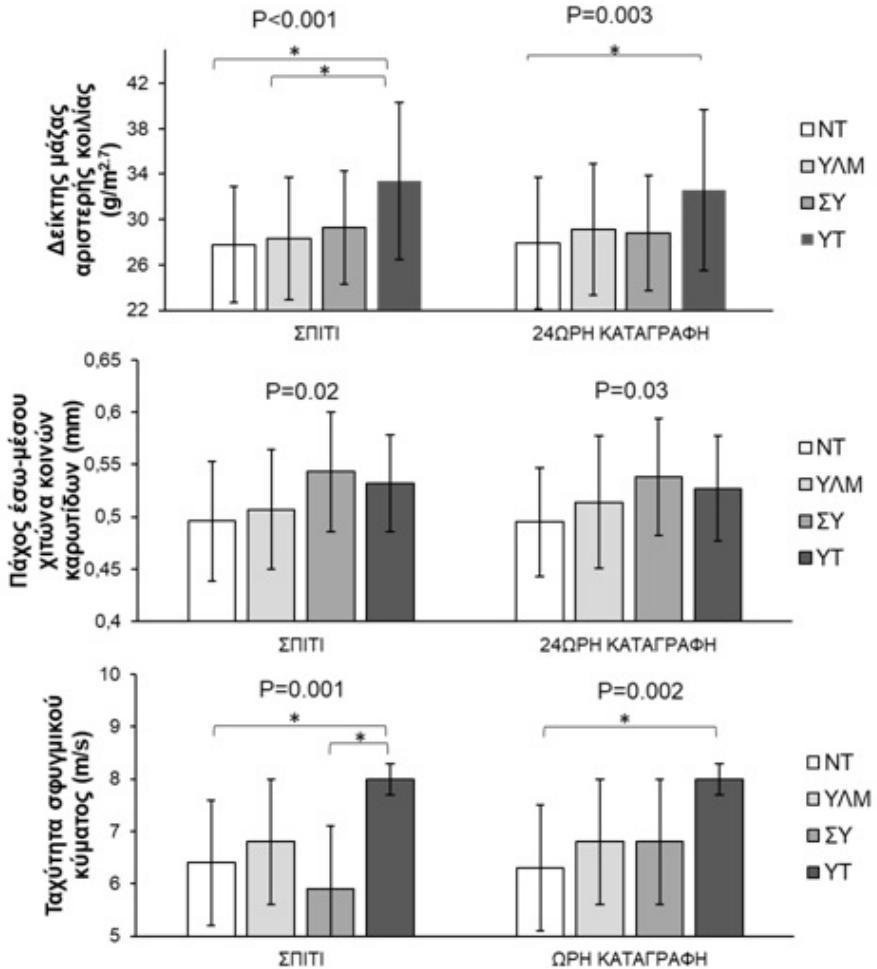 P<0.001
P=0.003
*
*
*
Δείκτης μάζας
αριστερής κοιλίας
(g/m2.7)
42
38
34
30
26
22
ΝΤ
ΥΛΜ
ΣΥ
ΥΤ
ΣΠΙΤΙ
24ΩΡΗ ΚΑΤΑΓΡΑΦΗ
P=0.02
P=0.03
Πάχος έσω-μέσου
χιτώνα κοινών
καρωτίδων (mm)
0,65
0,6
0,55
0,5
0,45
0,4
ΝΤ
ΥΛΜ
ΣΥ
ΥΤ
ΣΠΙΤΙ
24ΩΡΗ ΚΑΤΑΓΡΑΦΗ
P=0.001
P=0.002
*
*
*
Ταχύτητα σφυγμικού
κύματος (m/s)
10
9
8
7
6
5
ΝΤ
ΥΛΜ
ΣΥ
ΥΤ
ΣΠΙΤΙ
ΩΡΗ ΚΑΤΑΓΡΑΦΗ